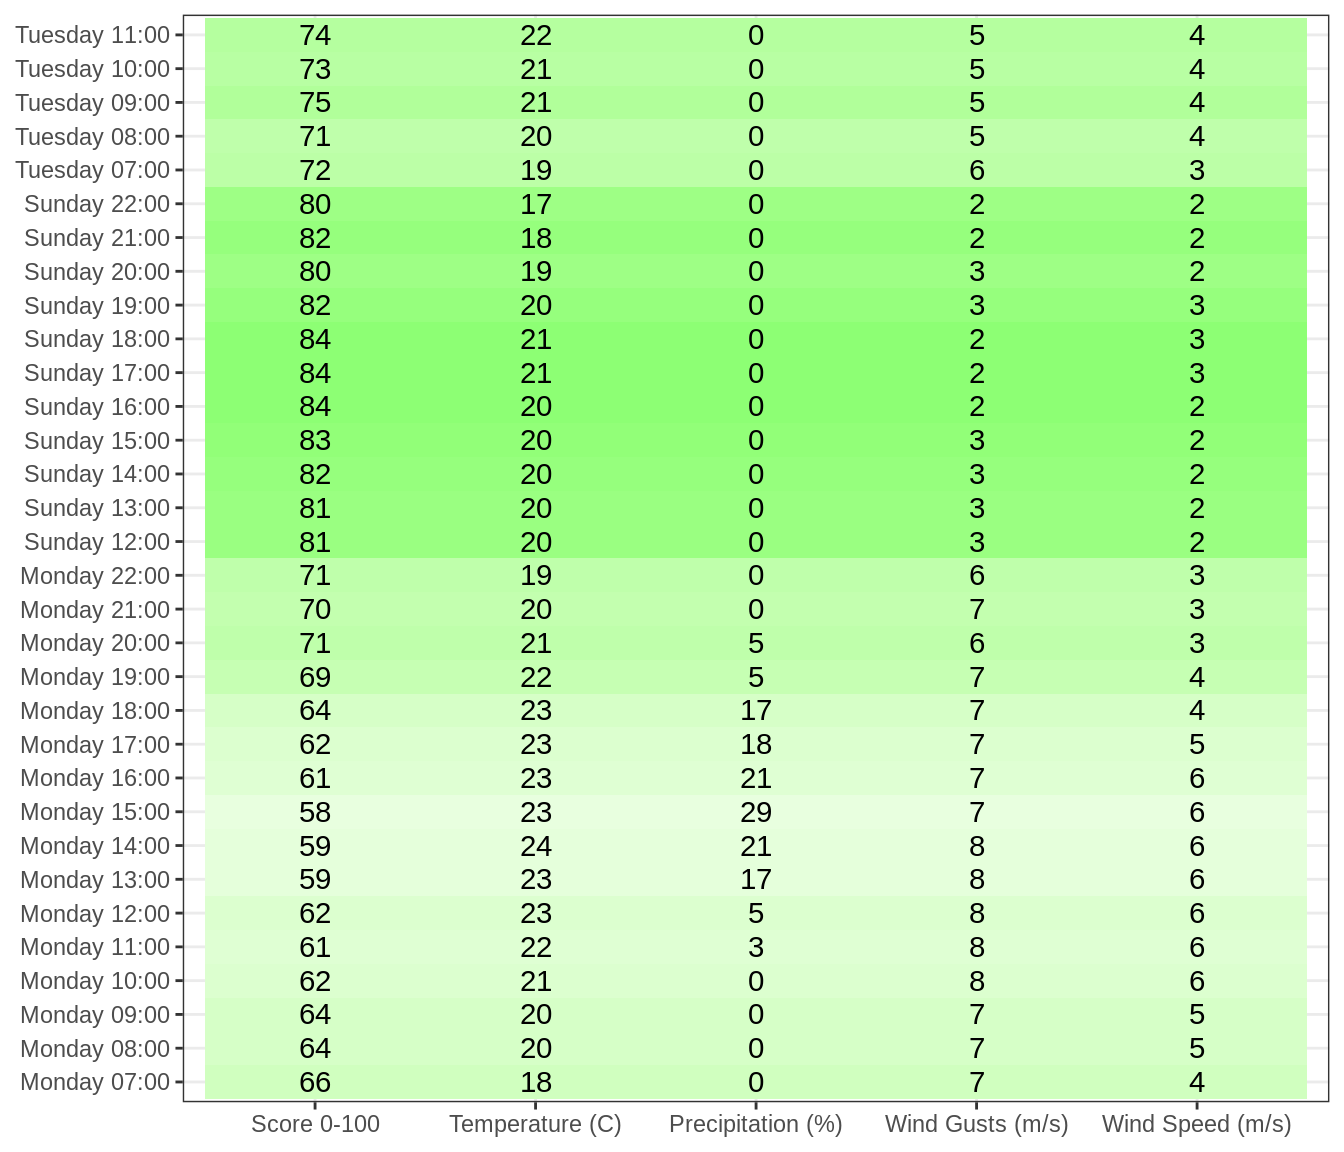 Tuesday 11:00 74 22 0 5 4
Tuesday 10:00 73 21 0 5 4
Tuesday 09:00 75 21 0 5 4
Tuesday 08:00 71 20 0 5 4
Tuesday 07:00 72 19 0 6 3
Sunday 22:00 80 17 0 2 2
Sunday 21:00 82 18 0 2 2
Sunday 20:00 80 19 0 3 2
Sunday 19:00 82 20 0 3 3
Sunday 18:00 84 21 0 2 3
Sunday 17:00 84 21 0 2 3
Sunday 16:00 84 20 0 2 2
Sunday 15:00 83 20 0 3 2
Sunday 14:00 82 20 0 3 2
Sunday 13:00 81 20 0 3 2
Sunday 12:00 81 20 0 3 2
Monday 22:00 71 19 0 6 3
Monday 21:00 70 20 0 7 3
Monday 20:00 71 21 5 6 3
Monday 19:00 69 22 5 7 4
Monday 18:00 64 23 17 7 4
Monday 17:00 62 23 18 7 5
Monday 16:00 61 23 21 7 6
Monday 15:00 58 23 29 7 6
Monday 14:00 59 24 21 8 6
Monday 13:00 59 23 17 8 6
Monday 12:00 62 23 5 8 6
Monday 11:00 61 22 3 8 6
Monday 10:00 62 21 0 8 6
Monday 09:00 64 20 0 7 5
Monday 08:00 64 20 0 7 5
Monday 07:00 66 18 0 7 4
Score 0-100 Temperature (C) Precipitation (%) Wind Gusts (m/s) Wind Speed (m/s)